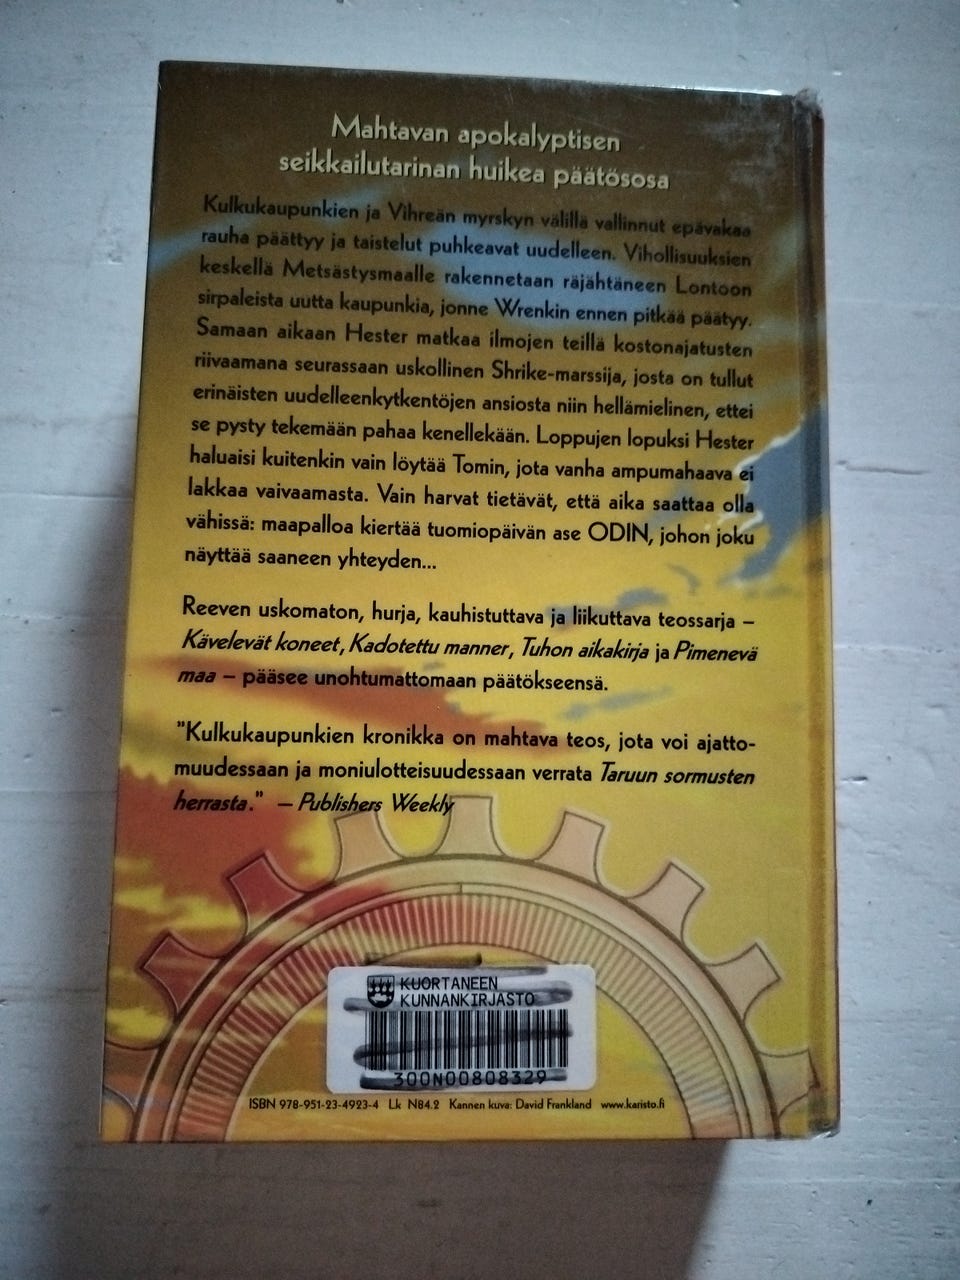 Mahtavan apokalyptisen
seikkailutarinan huikea päätösosa
Kulkukaupunkien ja Vihreän myrskyn välillä vallinnut epävakaa
rauha päättyy ja taistelut puhkeavat uudelleen. Vihollisuuksien
keskellä Metsästysmaalle rakennetaan räjähtäneen Lontoon
sirpaleista uutta kaupunkia, jonne Wrenkin ennen pitkää päätyy.
Samaan aikaan Hester matkaa ilmojen teillä kostonajatusten
riivaamana seurassaan uskollinen Shrike-marssija, josta on tullut
erinäisten uudelleenkytkentöjen ansiosta niin hellämielinen, ettei
se pysty tekemään pahaa kenellekään. Loppujen lopuksi Hester
haluaisi kuitenkin vain löytää Tomin, jota vanha ampumahaava ei
lakkaa vaivaamasta. Vain harvat tietävät, että aika saattaa olla
vähissä: maapalloa kiertää tuomiopäivän ase ODIN, johon joku
näyttää saaneen yhteyden...
Reeven uskomaton, hurja, kauhistuttava ja liikuttava teossarja –
Kävelevät koneet, Kadotettu manner, Tuhon aikakirja ja Pimenevä
maa – pääsee unohtumattomaan päätökseensä.
"Kulkukaupunkien kronikka on mahtava teos, jota voi ajatto-
muudessaan ja moniulotteisuudessaan verrata Taruun sormusten
herrasta." – Publishers Weekly
KUORTANEEN
KUNNANKIRJASTO
300N00808329
ISBN 978-951-23-4923-4 Lk N84.2 Kannen kuva: David Frankland www.karisto.fi